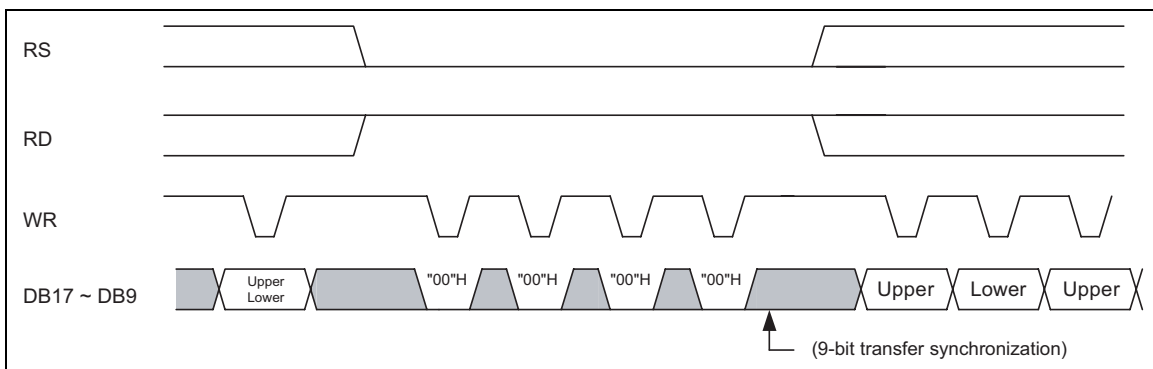 RS
RD
WR
DB17 ~ DB9
Upper
Lower
"00"H
"00"H
"00"H
"00"H
Upper
Lower
Upper
(9-bit transfer synchronization)